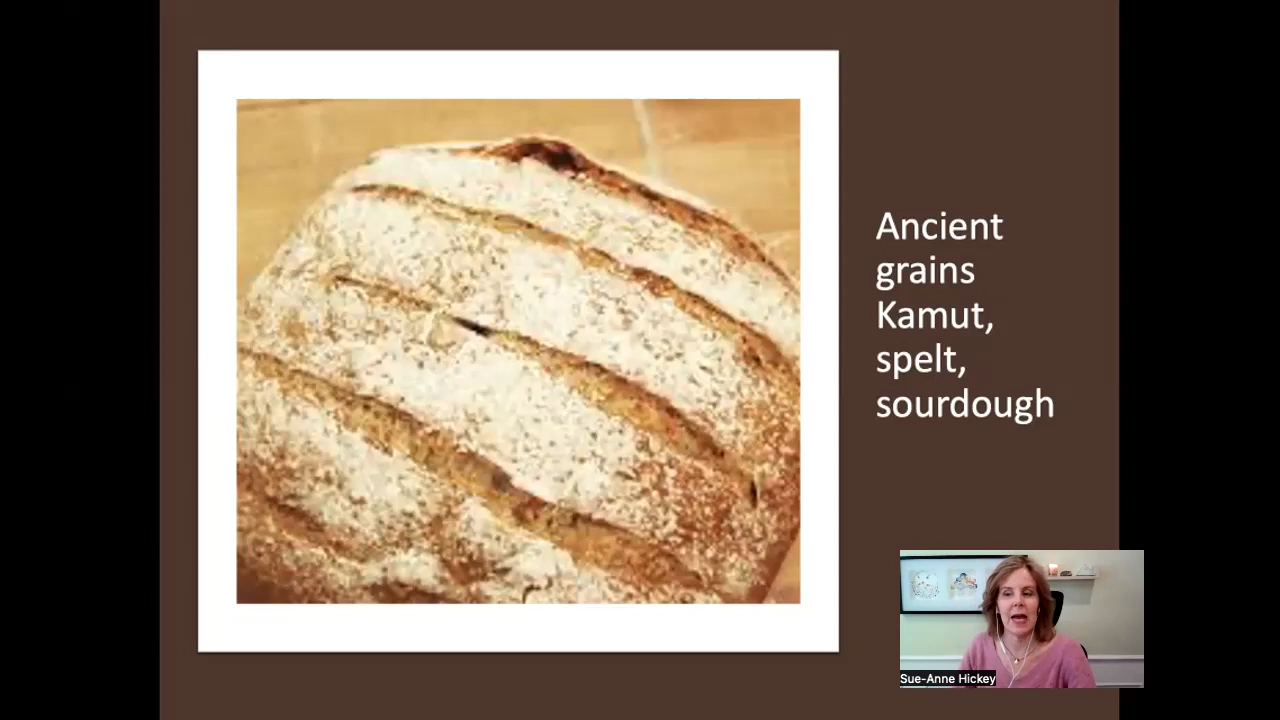 Ancient
grains
Kamut,
spelt,
sourdough
Sue-Anne Hickey